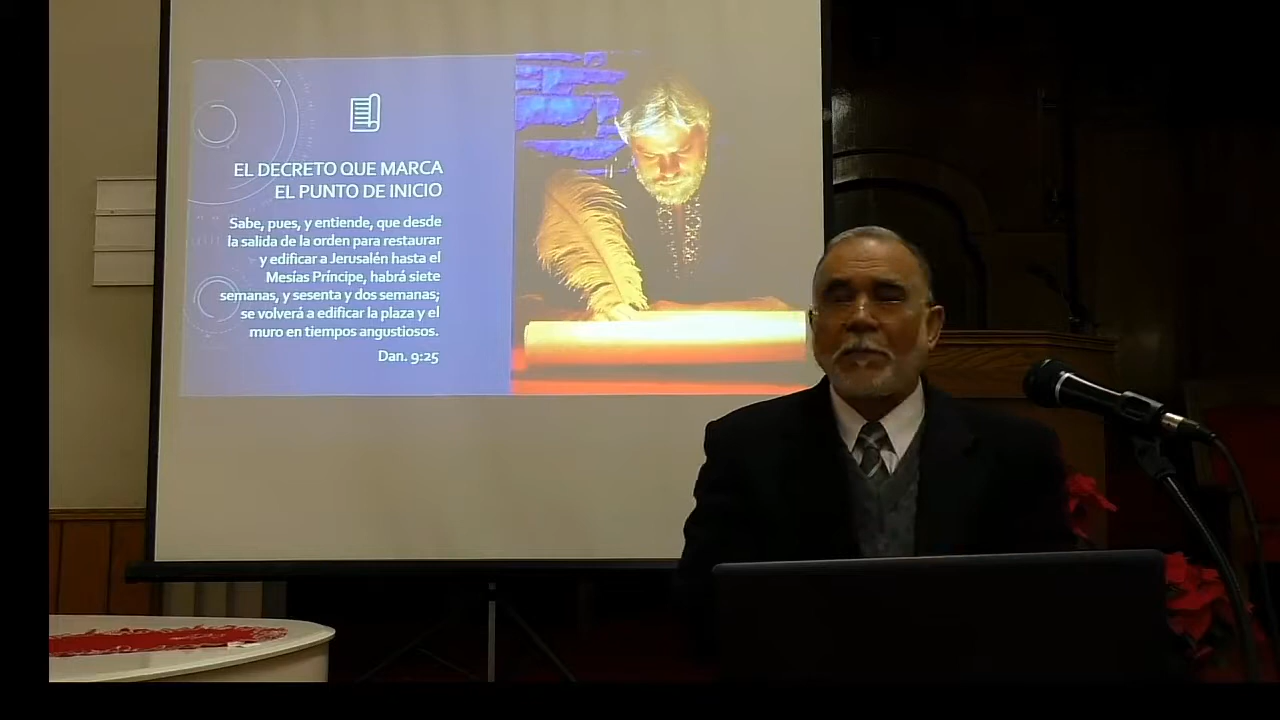 EL DECRETO QUE MARCA
EL PUNTO DE INICIO
Sabe, pues, y entiende, que desde
la salida de la orden para restaurar
y edificar a Jerusalén hasta el
Mesías Príncipe, habrá siete
semanas, y sesenta y dos semanas;
se volverá a edificar la plaza y el
muro en tiempos angustiosos.
Dan. 9:25